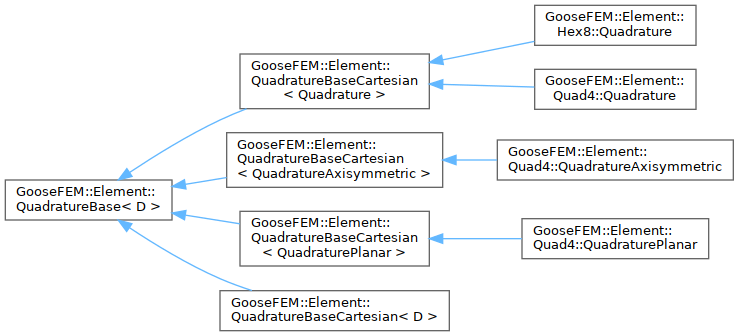 GooseFEM::Element::
QuadratureBase< D >
GooseFEM::Element::
QuadratureBaseCartesian
< Quadrature >
GooseFEM::Element::
Hex8::Quadrature
GooseFEM::Element::
Quad4::Quadrature
GooseFEM::Element::
QuadratureBaseCartesian
< QuadratureAxisymmetric >
GooseFEM::Element::
Quad4::QuadratureAxisymmetric
GooseFEM::Element::
QuadratureBaseCartesian
< QuadraturePlanar >
GooseFEM::Element::
Quad4::QuadraturePlanar
GooseFEM::Element::
QuadratureBaseCartesian< D >